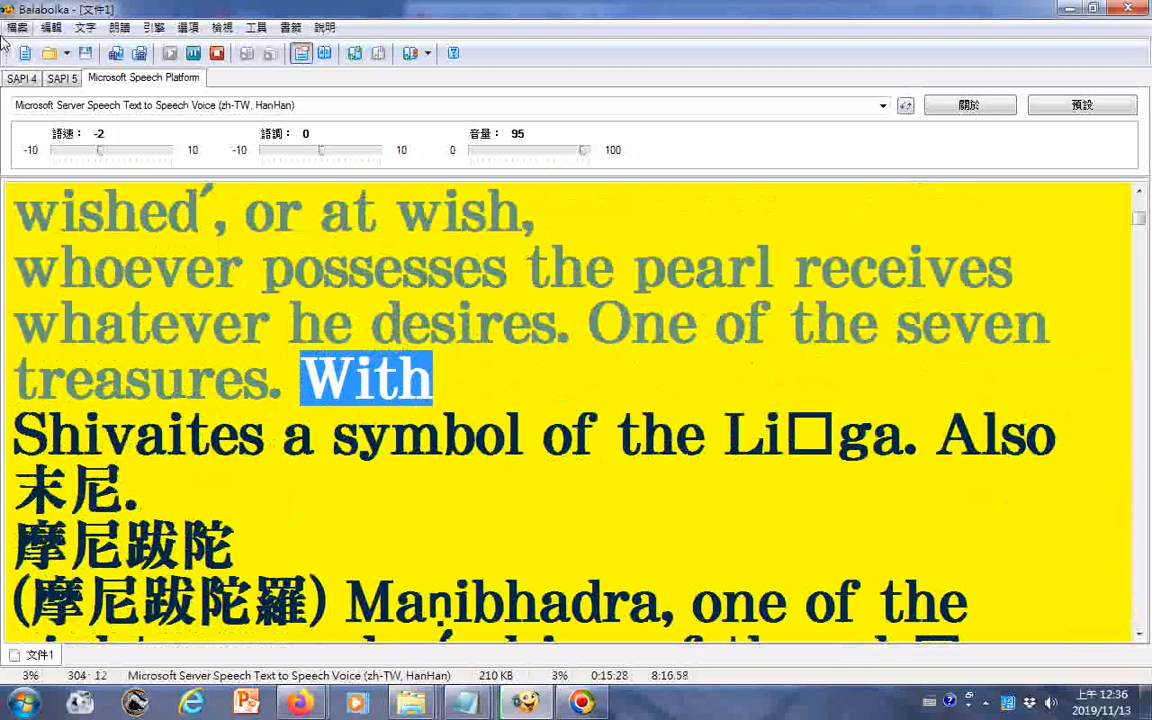 Balabolka - [文件1]
檔案 編輯 文字 朗讀 引擎 選項 檢視 工具 書籤 說明
SAPI 4 SAPI 5 Microsoft Speech Platform
Microsoft Server Speech Text to Speech Voice (zh-TW, HanHan) 關於 預設
語速： -2 語調： 0 音量： 95
-10 10 -10 10 0 100
wished', or at wish,
whoever possesses the pearl receives
whatever he desires. One of the seven
treasures. With
Shivaites a symbol of the Li□ga. Also
末尼.
摩尼跋陀
(摩尼跋陀羅) Maṇibhadra, one of the
文件1
3% 304 · 12 Microsoft Server Speech Text to Speech Voice (zh-TW, HanHan) 210 KB 3% 0:15:28 8:16.58
上午 12:36
2019/11/13